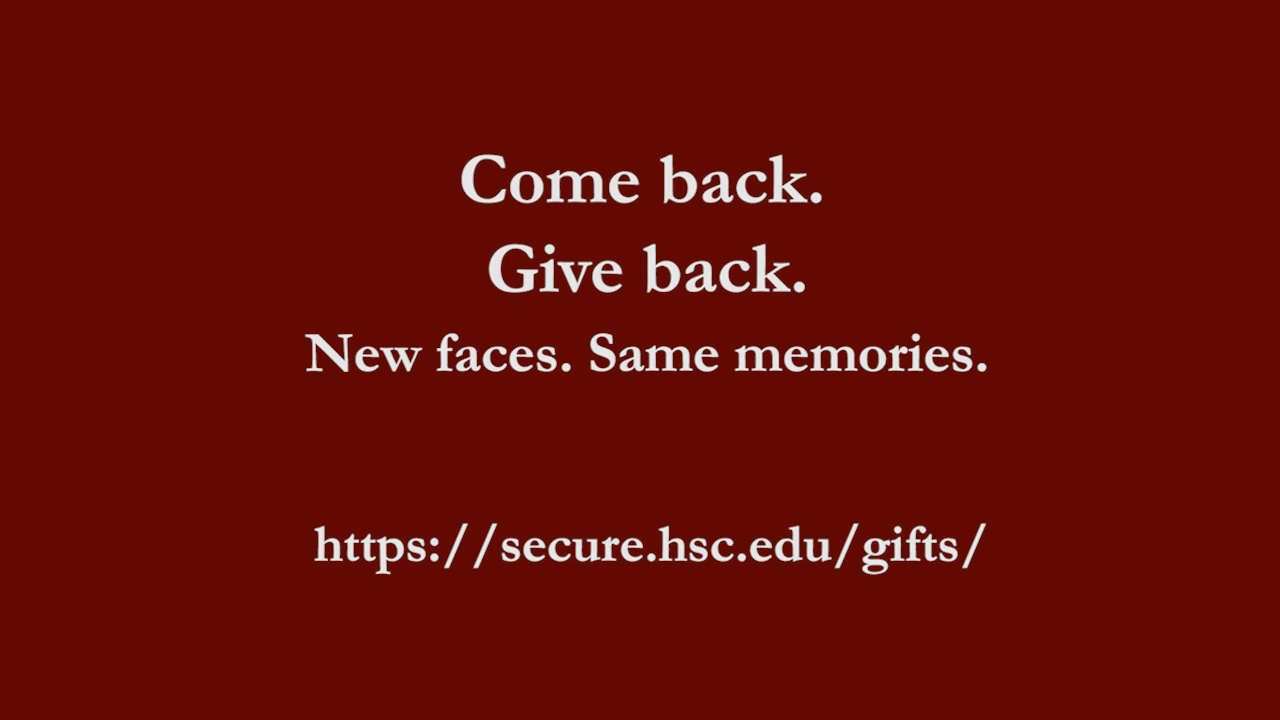 Come back.
Give back.
New faces. Same memories.
https://secure.hsc.edu/gifts/